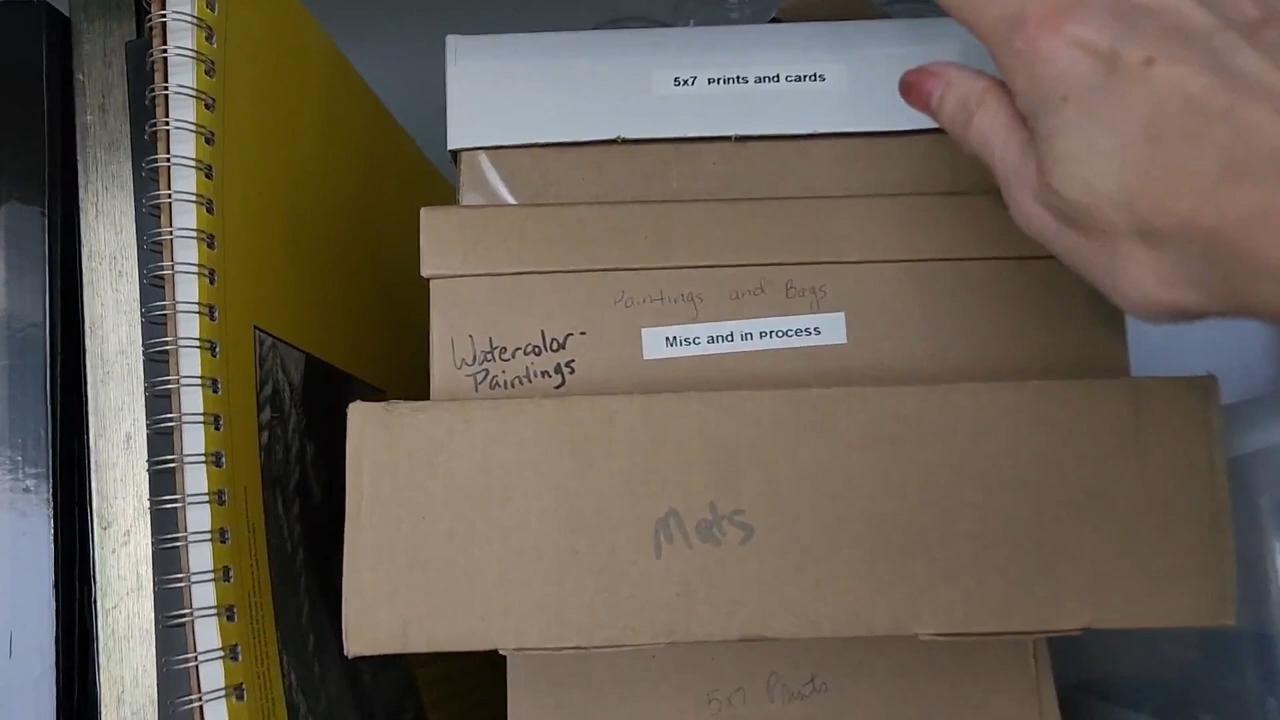 5x7 prints and cards
Paintings and Bags
Misc and in process
Watercolor-
Paintings
Mats
5x7 Prints